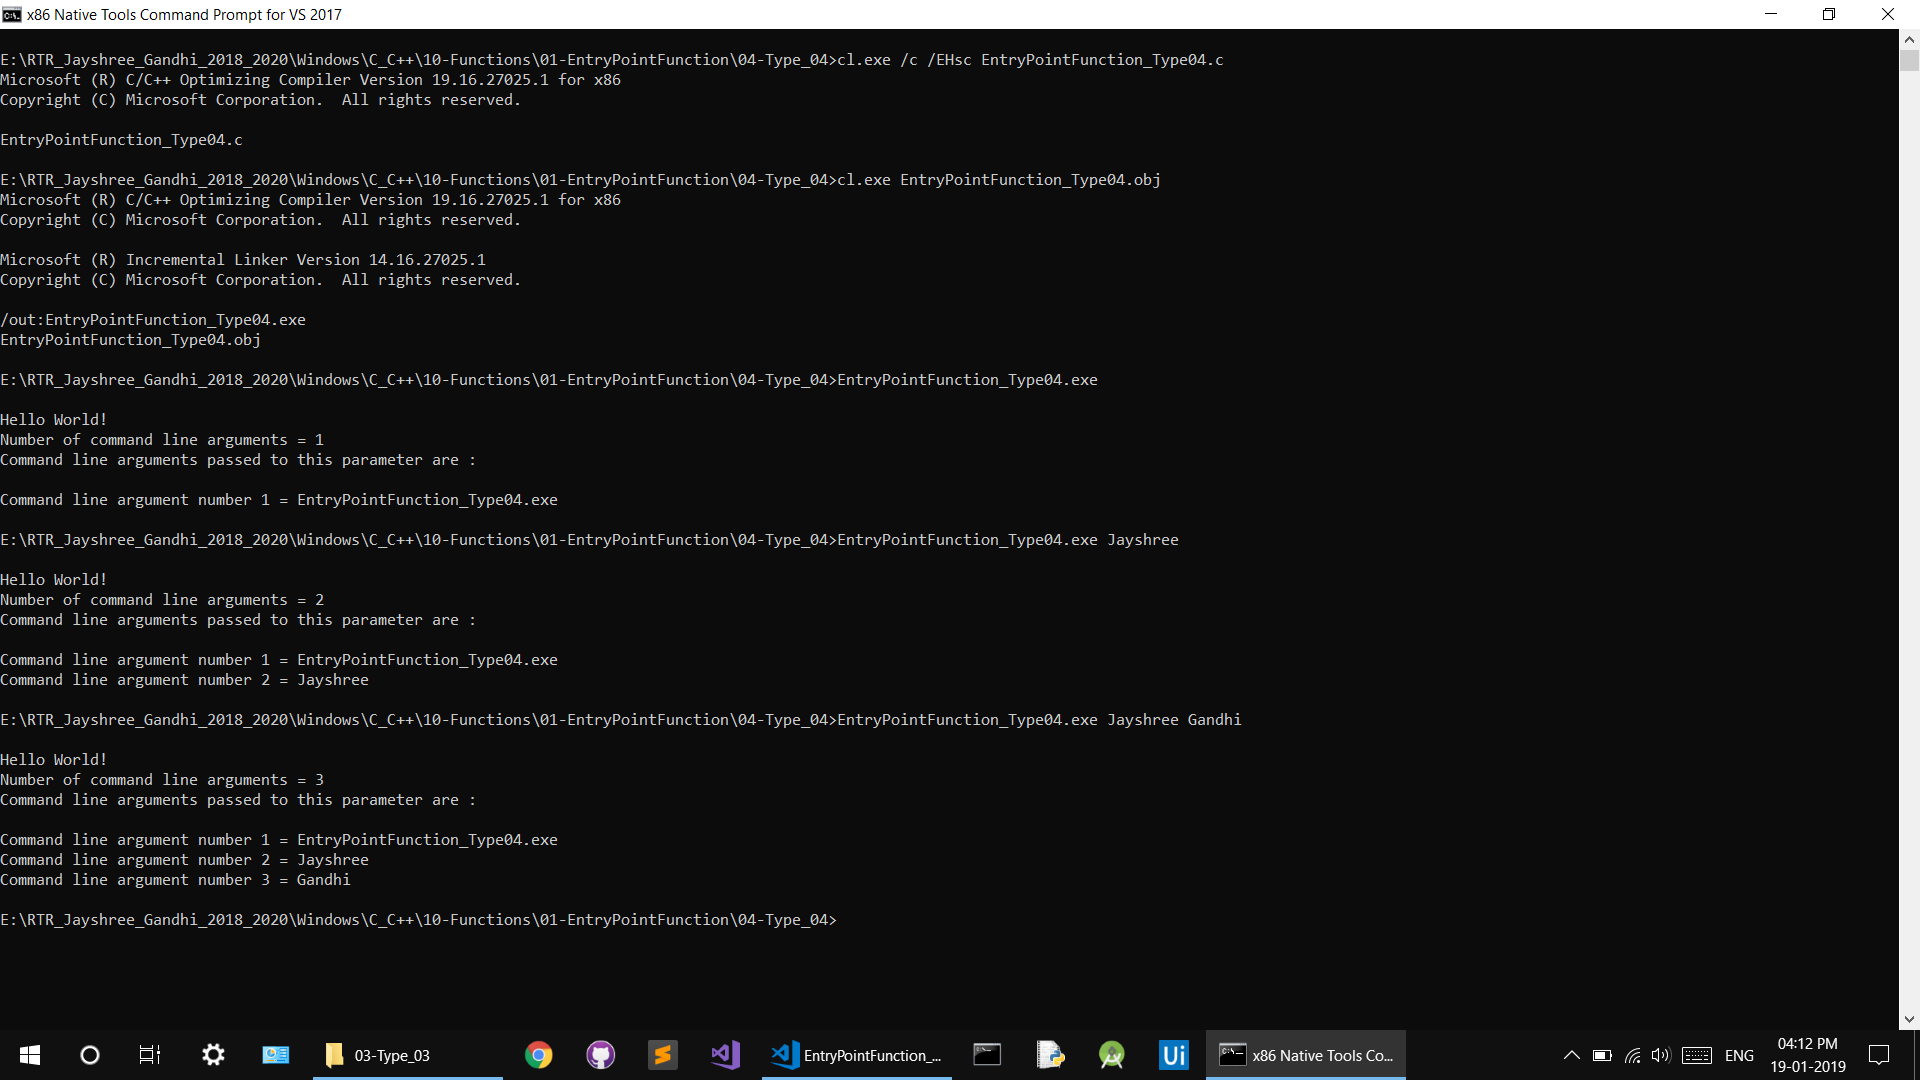 x86 Native Tools Command Prompt for VS 2017
E:\RTR_Jayshree_Gandhi_2018_2020\Windows\C_C++\10-Functions\01-EntryPointFunction\04-Type_04>cl.exe /c /EHsc EntryPointFunction_Type04.c
Microsoft (R) C/C++ Optimizing Compiler Version 19.16.27025.1 for x86
Copyright (C) Microsoft Corporation.  All rights reserved.
EntryPointFunction_Type04.c
E:\RTR_Jayshree_Gandhi_2018_2020\Windows\C_C++\10-Functions\01-EntryPointFunction\04-Type_04>cl.exe EntryPointFunction_Type04.obj
Microsoft (R) C/C++ Optimizing Compiler Version 19.16.27025.1 for x86
Copyright (C) Microsoft Corporation.  All rights reserved.
Microsoft (R) Incremental Linker Version 14.16.27025.1
Copyright (C) Microsoft Corporation.  All rights reserved.
/out:EntryPointFunction_Type04.exe
EntryPointFunction_Type04.obj
E:\RTR_Jayshree_Gandhi_2018_2020\Windows\C_C++\10-Functions\01-EntryPointFunction\04-Type_04>EntryPointFunction_Type04.exe
Hello World!
Number of command line arguments = 1
Command line arguments passed to this parameter are :
Command line argument number 1 = EntryPointFunction_Type04.exe
E:\RTR_Jayshree_Gandhi_2018_2020\Windows\C_C++\10-Functions\01-EntryPointFunction\04-Type_04>EntryPointFunction_Type04.exe Jayshree
Hello World!
Number of command line arguments = 2
Command line arguments passed to this parameter are :
Command line argument number 1 = EntryPointFunction_Type04.exe
Command line argument number 2 = Jayshree
E:\RTR_Jayshree_Gandhi_2018_2020\Windows\C_C++\10-Functions\01-EntryPointFunction\04-Type_04>EntryPointFunction_Type04.exe Jayshree Gandhi
Hello World!
Number of command line arguments = 3
Command line arguments passed to this parameter are :
Command line argument number 1 = EntryPointFunction_Type04.exe
Command line argument number 2 = Jayshree
Command line argument number 3 = Gandhi
E:\RTR_Jayshree_Gandhi_2018_2020\Windows\C_C++\10-Functions\01-EntryPointFunction\04-Type_04>
03-Type_03
EntryPointFunction_...
Ui
x86 Native Tools Co...
ENG
04:12 PM
19-01-2019